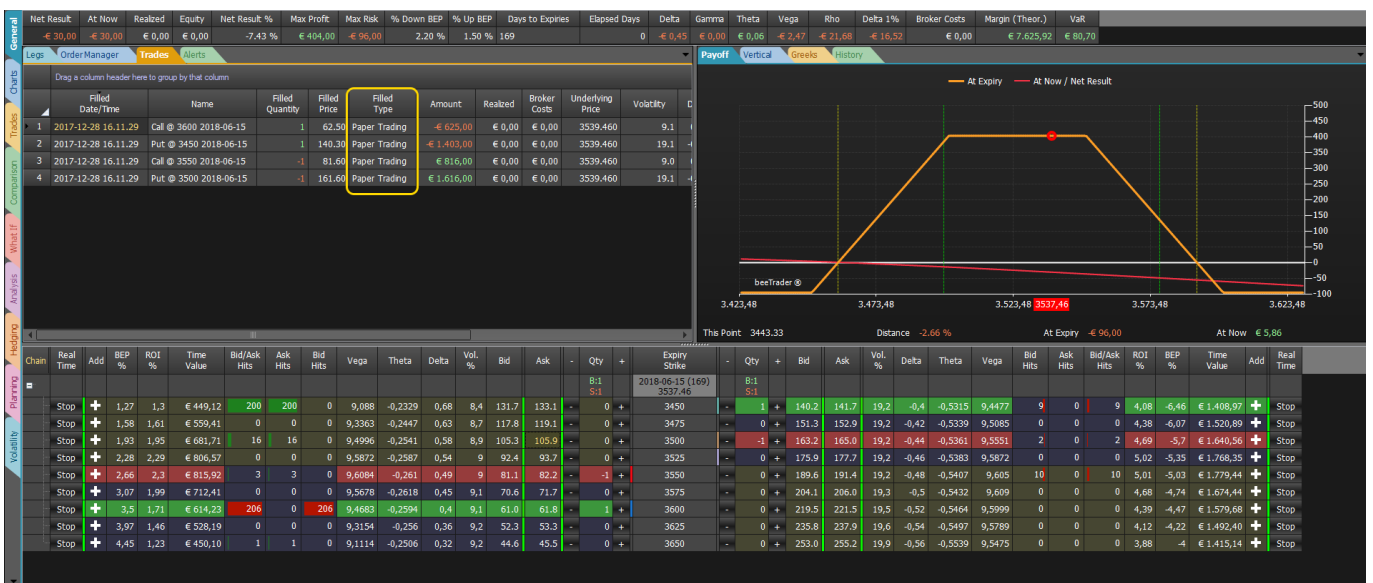 General
Net Result At Now Realized Equity Net Result % Max Profit Max Risk % Down BEP % Up BEP Days to Expiries Elapsed Days Delta Gamma Theta Vega Rho Delta 1% Broker Costs Margin (Theor.) VaR
-€ 30,00 -€ 30,00 € 0,00 € 0,00 -7.43 % € 404,00 -€ 96,00 2.20 % 1.50 % 169 0 -€ 0,45 € 0,00 € 0,06 -€ 2,47 -€ 21,68 -€ 16,52 € 0,00 € 7.625,92 € 80,70
Legs Order Manager Trades Alerts
Drag a column header here to group by that column
Filled Date/Time Name Filled Quantity Filled Price Filled Type Amount Realized Broker Costs Underlying Price Volatility D
1 2017-12-28 16.11.29 Call @ 3600 2018-06-15 1 62.50 Paper Trading -€ 625,00 € 0,00 € 0,00 3539.460 9.1
2 2017-12-28 16.11.29 Put @ 3450 2018-06-15 1 140.30 Paper Trading -€ 1.403,00 € 0,00 € 0,00 3539.460 19.1
3 2017-12-28 16.11.29 Call @ 3550 2018-06-15 -1 81.60 Paper Trading € 816,00 € 0,00 € 0,00 3539.460 9.0
4 2017-12-28 16.11.29 Put @ 3500 2018-06-15 -1 161.60 Paper Trading € 1.616,00 € 0,00 € 0,00 3539.460 19.1
Charts
Trades
Comparison
What If
Analysis
Hedging
Planning
Volatility
Payoff Vertical Greeks History
At Expiry At Now / Net Result
500
450
400
350
300
250
200
150
100
50
0
-50
-100
beeTrader ®
3.423,48 3.473,48 3.523,48 3537,46 3.573,48 3.623,48
This Point 3443.33 Distance -2.66 % At Expiry -€ 96,00 At Now € 5,86
Chain Real Time Add BEP % ROI % Time Value Bid/Ask Hits Ask Hits Bid Hits Vega Theta Delta Vol. % Bid Ask - Qty + Expiry Strike Qty + Bid Ask Vol. % Delta Theta Vega Bid Hits Ask Hits Bid/Ask Hits ROI % BEP % Time Value Add Real Time
B:1 2018-06-15 (169) B:1
S:1 3537.46 S:1
Stop + 1,27 1,3 € 449,12 200 200 0 9,088 -0,2329 0,68 8,4 131.7 133.1 - 0 + 3450 - 1 + 140.2 141.7 19,2 -0,4 -0,5315 9,4477 9 0 9 4,08 -6,46 € 1.408,97 + Stop
Stop + 1,58 1,61 € 559,41 0 0 0 9,3363 -0,2447 0,63 8,7 117.8 119.1 - 0 + 3475 - 0 + 151.3 152.9 19,2 -0,42 -0,5339 9,5085 0 0 0 4,38 -6,07 € 1.520,89 + Stop
Stop + 1,93 1,95 € 681,71 16 16 0 9,4996 -0,2541 0,58 8,9 105.3 105.9 - 0 + 3500 - -1 + 163.2 165.0 19,2 -0,44 -0,5361 9,5551 2 0 2 4,69 -5,7 € 1.640,56 + Stop
Stop + 2,28 2,29 € 806,57 0 0 0 9,5872 -0,2587 0,54 9 92.4 93.7 - 0 + 3525 - 0 + 175.9 177.7 19,2 -0,46 -0,5383 9,5872 0 0 0 5,02 -5,35 € 1.768,35 + Stop
Stop + 2,66 2,3 € 815,92 3 3 0 9,6084 -0,261 0,49 9 81.1 82.2 - -1 + 3550 - 0 + 189.6 191.4 19,2 -0,48 -0,5407 9,605 10 0 10 5,01 -5,03 € 1.779,44 + Stop
Stop + 3,07 1,99 € 712,41 0 0 0 9,5678 -0,2618 0,45 9,1 70.6 71.7 - 0 + 3575 - 0 + 204.1 206.0 19,3 -0,5 -0,5432 9,609 0 0 0 4,68 -4,74 € 1.674,44 + Stop
Stop + 3,5 1,71 € 614,23 206 0 206 9,4683 -0,2594 0,4 9,1 61.0 61.8 - 1 + 3600 - 0 + 219.5 221.5 19,5 -0,52 -0,5464 9,5999 0 0 0 4,39 -4,47 € 1.579,68 + Stop
Stop + 3,97 1,46 € 528,19 0 0 0 9,3154 -0,256 0,36 9,2 52.3 53.3 - 0 + 3625 - 0 + 235.8 237.9 19,6 -0,54 -0,5497 9,5789 0 0 0 4,12 -4,22 € 1.492,40 + Stop
Stop + 4,45 1,23 € 450,10 1 1 0 9,1114 -0,2506 0,32 9,2 44.6 45.5 - 0 + 3650 - 0 + 253.0 255.2 19,9 -0,56 -0,5539 9,5475 0 0 0 3,88 -4 € 1.415,14 + Stop